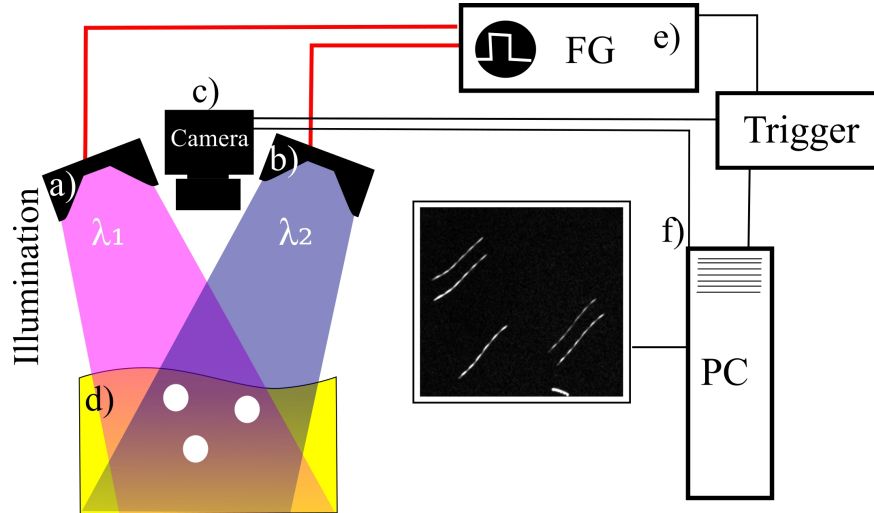 e)
FG
c)
Camera
Trigger
a)
b)
Illumination
λ1
λ2
f)
d)
PC